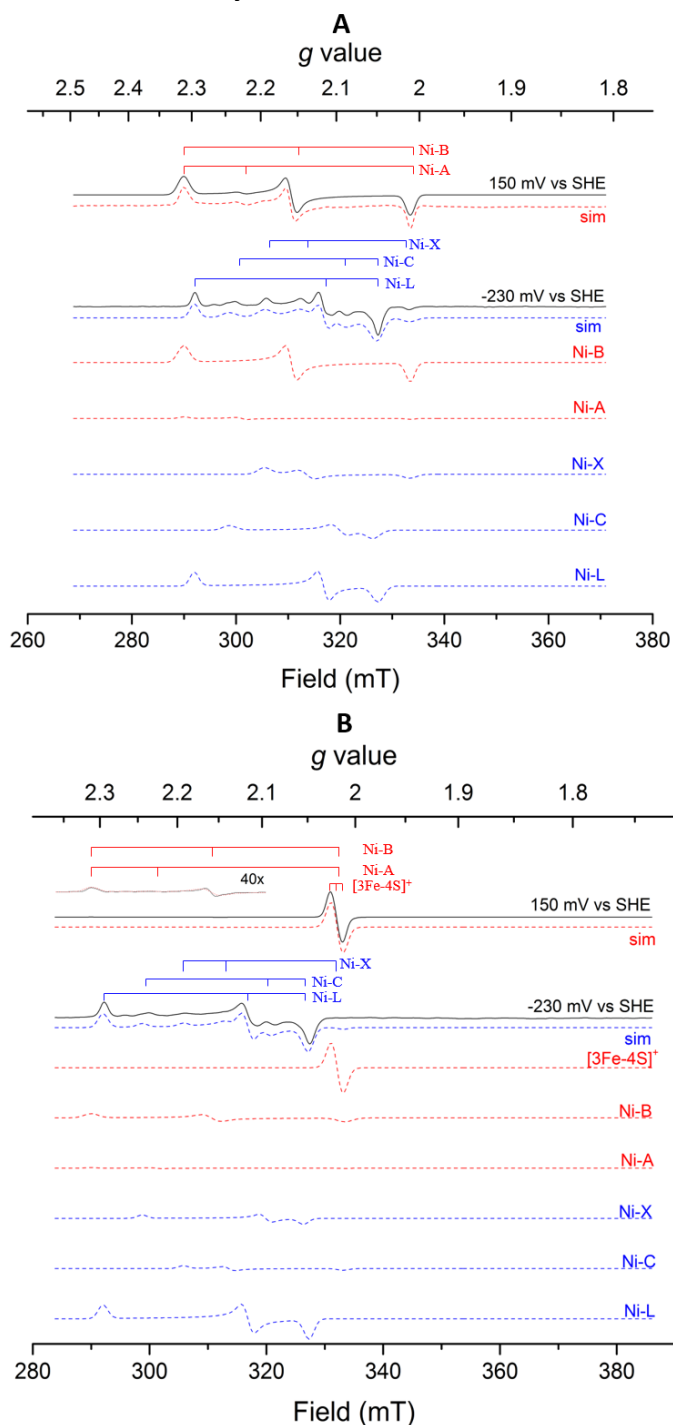 A
g value
2.5 2.4 2.3 2.2 2.1 2 1.9 1.8
Ni-B
Ni-A
150 mV vs SHE
sim
Ni-X
Ni-C
Ni-L
-230 mV vs SHE
sim
Ni-B
Ni-A
Ni-X
Ni-C
Ni-L
260 280 300 320 340 360 380
Field (mT)
B
g value
2.3 2.2 2.1 2 1.9 1.8
Ni-B
Ni-A
40x
[3Fe-4S]⁺
150 mV vs SHE
sim
Ni-X
Ni-C
Ni-L
-230 mV vs SHE
sim
[3Fe-4S]⁺
Ni-B
Ni-A
Ni-X
Ni-C
Ni-L
280 300 320 340 360 380
Field (mT)